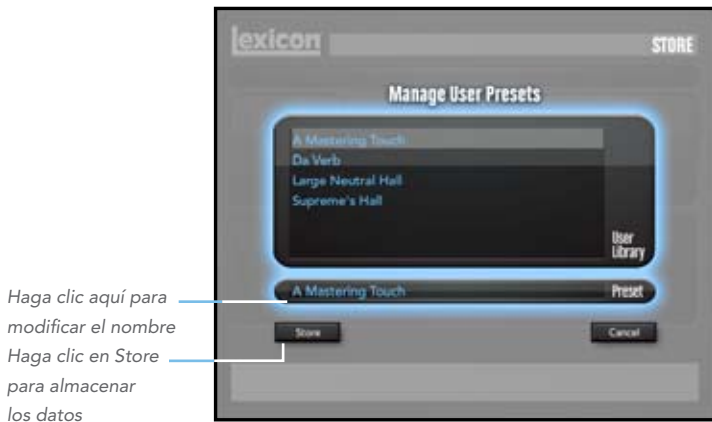 lexicon
STORE
Manage User Presets
A Mastering Touch
Da Verb
Large Neutral Hall
Supreme's Hall
User
Library
A Mastering Touch
Preset
Store
Cancel
Haga clic aquí para
modificar el nombre
Haga clic en Store
para almacenar
los datos